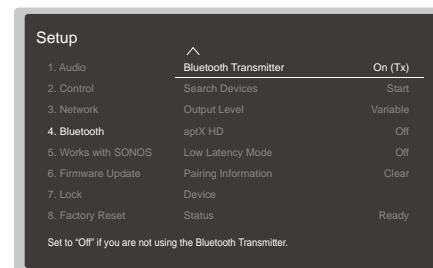 Setup
1. Audio
2. Control
3. Network
4. Bluetooth
5. Works with SONOS
6. Firmware Update
7. Lock
8. Factory Reset
Bluetooth Transmitter On (Tx)
Search Devices Start
Output Level Variable
aptX HD Off
Low Latency Mode Off
Pairing Information Clear
Device
Status Ready
Set to “Off” if you are not using the Bluetooth Transmitter.